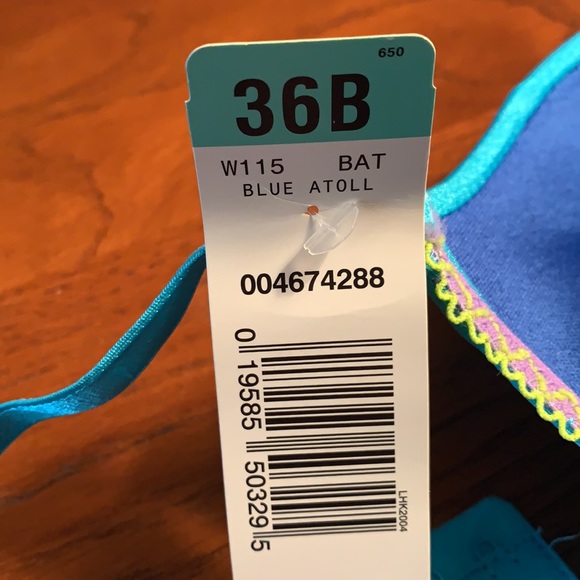 650
36B
W115 BAT
BLUE ATOLL
004674288
0 19585 50329 5
LHK2004